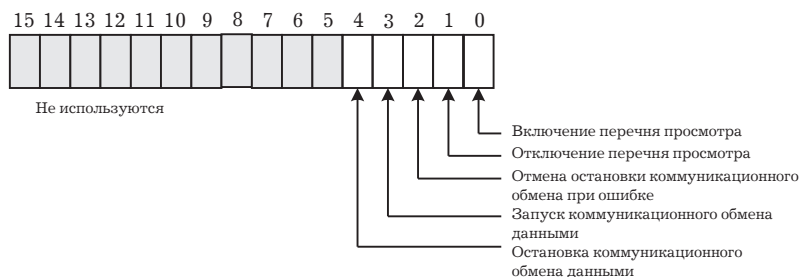 15 14 13 12 11 10 9 8 7 6 5 4 3 2 1 0
Не используются
Включение перечня просмотра
Отключение перечня просмотра
Отмена остановки коммуникационного
обмена при ошибке
Запуск коммуникационного обмена
данными
Остановка коммуникационного
обмена данными